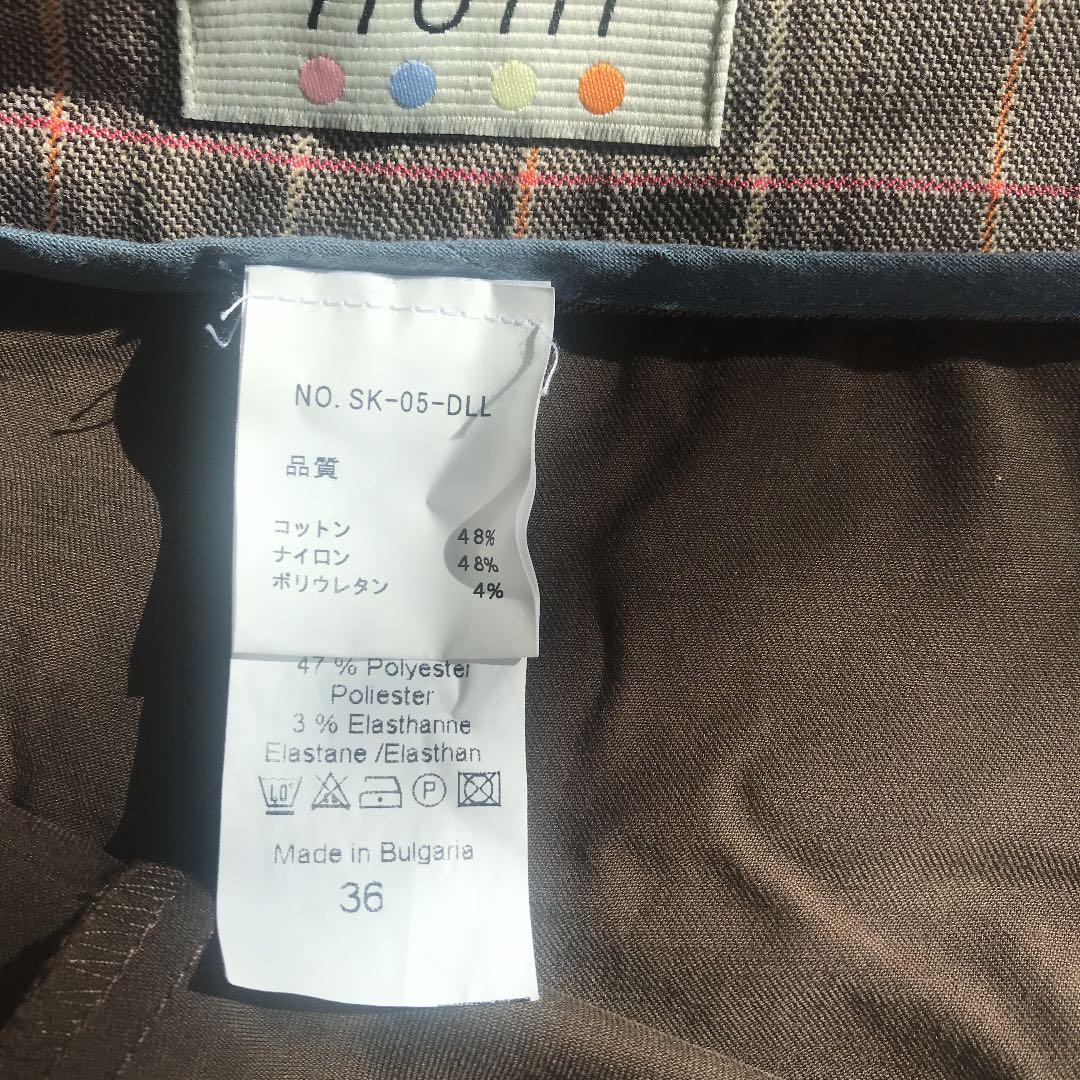 NO. SK-05-DLL
品質
コットン 48%
ナイロン 48%
ポリウレタン 4%
47 % Polyester
Poliester
3 % Elasthanne
Elastane /Elasthan
40°
P
Made in Bulgaria
36